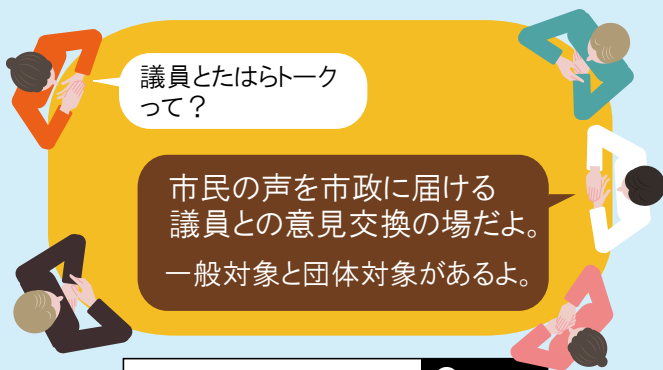 議員とたはらトーク
って？
市民の声を市政に届ける
議員との意見交換の場だよ。
一般対象と団体対象があるよ。